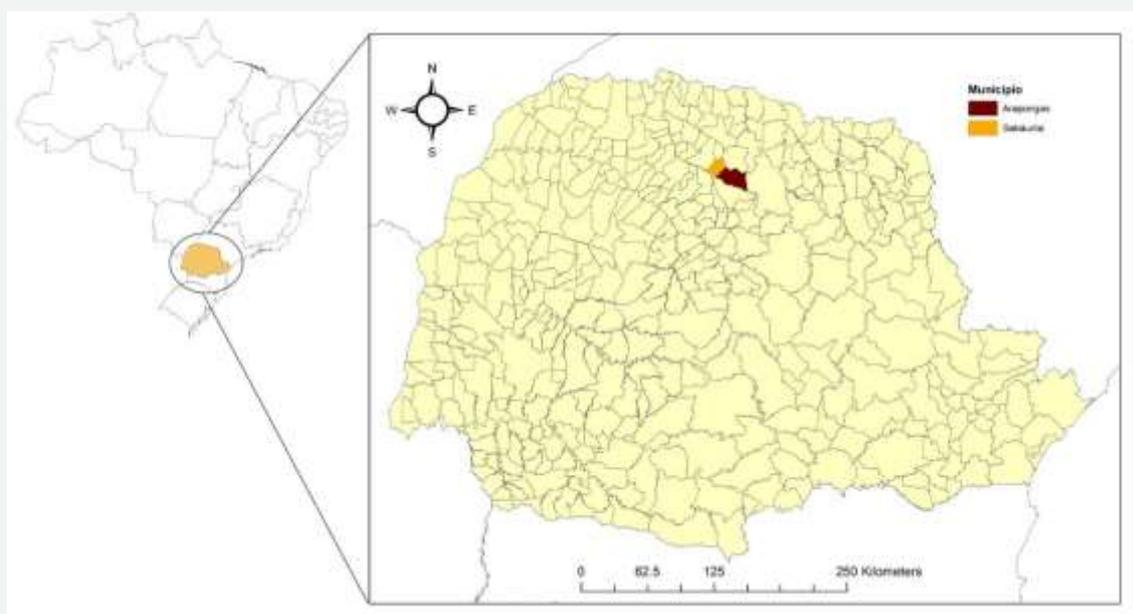 N
W E
S
Município
Arapongas
Sabáudia
0 62.5 125 250 Kilometers